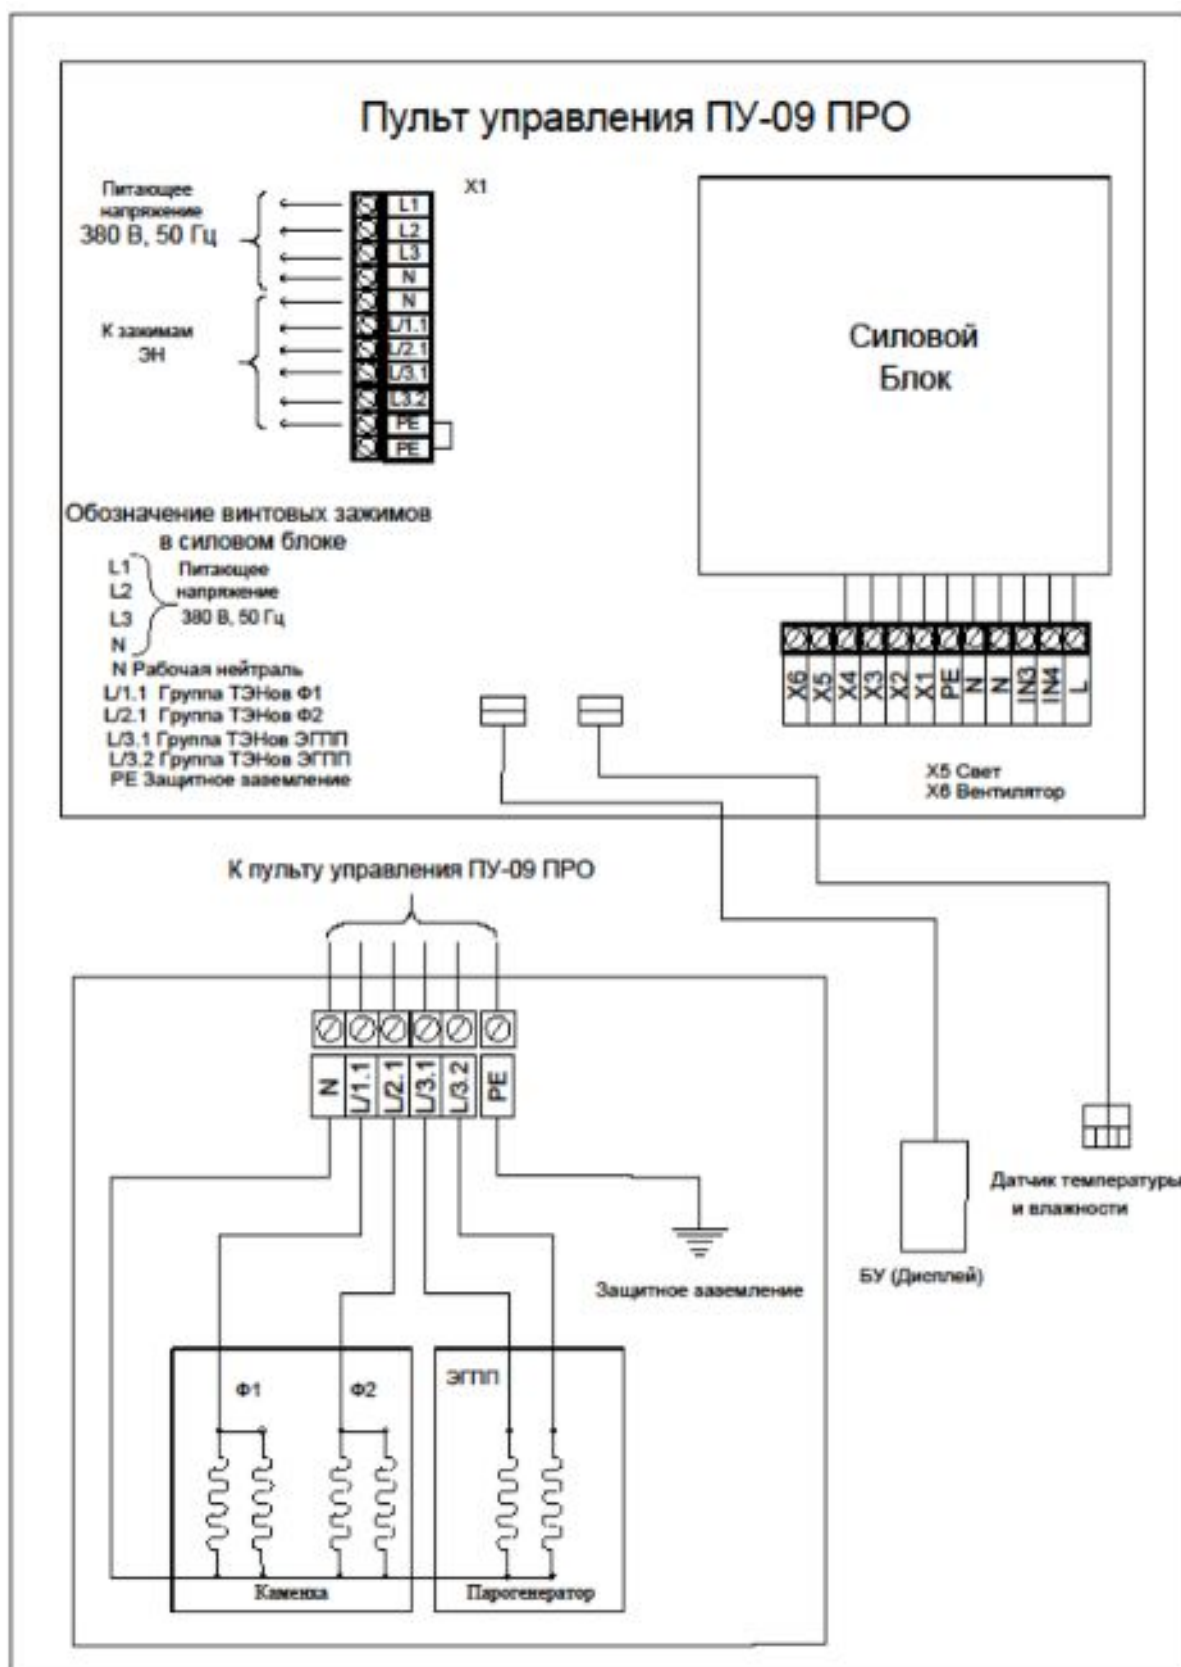 Пульт управления ПУ-09 ПРО
X1
Питающее
напряжение
380 В, 50 Гц
К зажимам
ЭН
L1
L2
L3
N
N
L/1.1
L/2.1
L/3.1
L3.2
PE
PE
Силовой
Блок
Обозначение винтовых зажимов
в силовом блоке
L1
L2
L3
N
Питающее
напряжение
380 В, 50 Гц
N Рабочая нейтраль
L/1.1 Группа ТЭНов Ф1
L/2.1 Группа ТЭНов Ф2
L/3.1 Группа ТЭНов ЭГПП
L/3.2 Группа ТЭНов ЭГПП
PE Защитное заземление
X6
X5
X4
X3
X2
X1
PE
N
N
IN3
IN4
L
X5 Свет
X6 Вентилятор
К пульту управления ПУ-09 ПРО
N
L/1.1
L/2.1
L/3.1
L/3.2
PE
Датчик температуры
и влажности
БУ (Дисплей)
Защитное заземление
Ф1
Ф2
ЭГПП
Каменка
Парогенератор